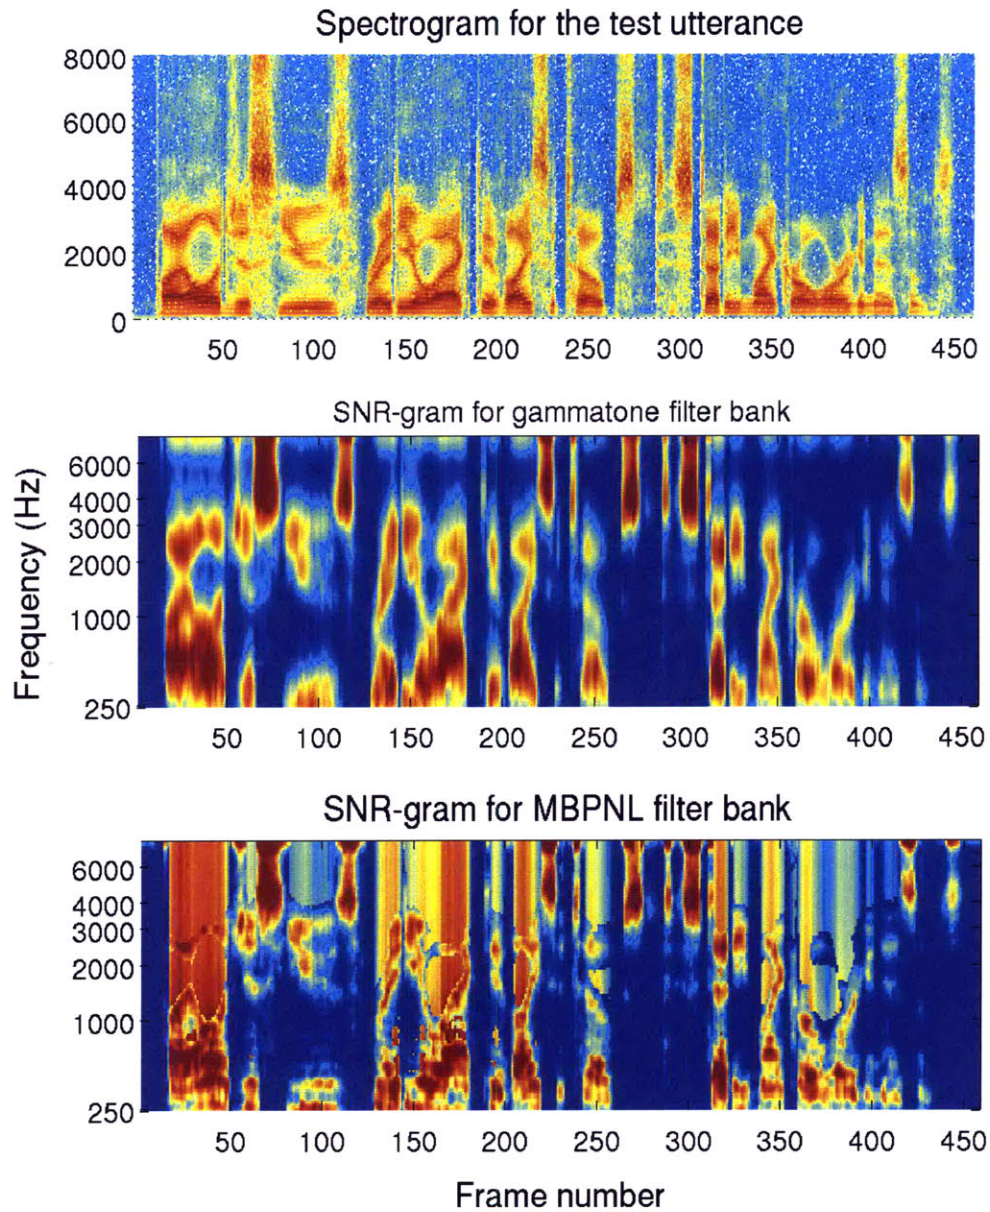 Spectrogram for the test utterance
8000
6000
4000
2000
0
50 100 150 200 250 300 350 400 450
SNR-gram for gammatone filter bank
Frequency (Hz)
6000
4000
3000
2000
1000
250
50 100 150 200 250 300 350 400 450
SNR-gram for MBPNL filter bank
6000
4000
3000
2000
1000
250
50 100 150 200 250 300 350 400 450
Frame number